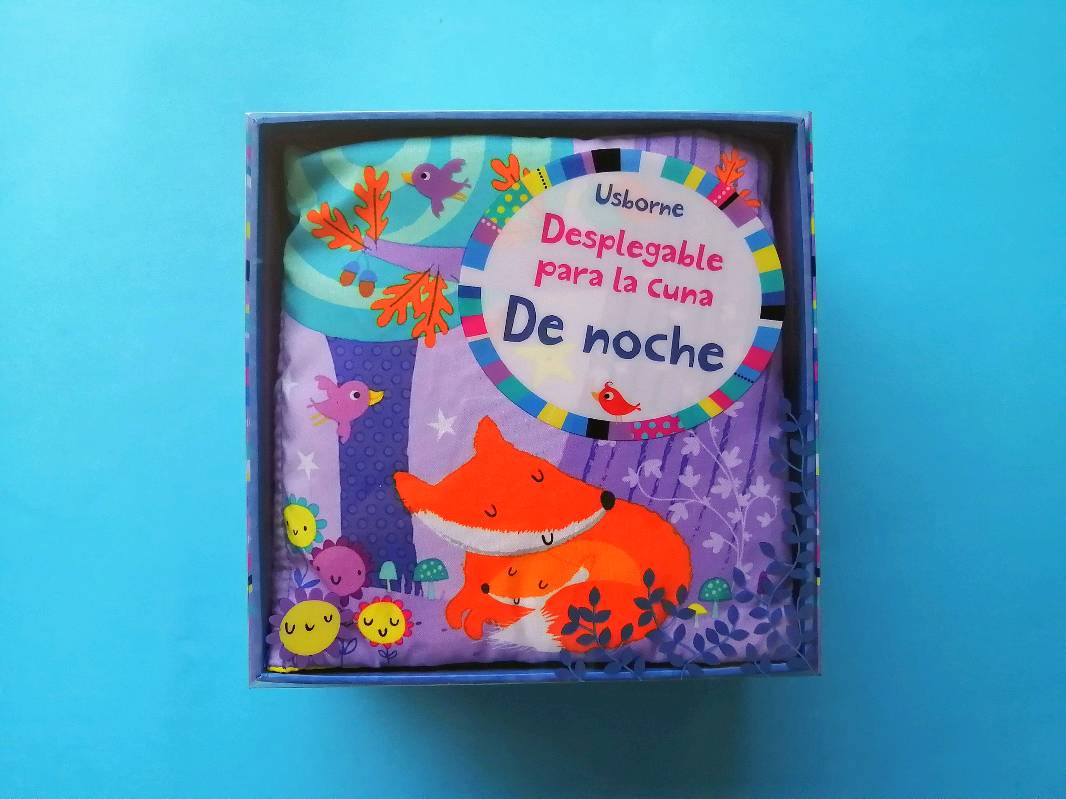 Usborne
Desplegable
para la cuna
De noche